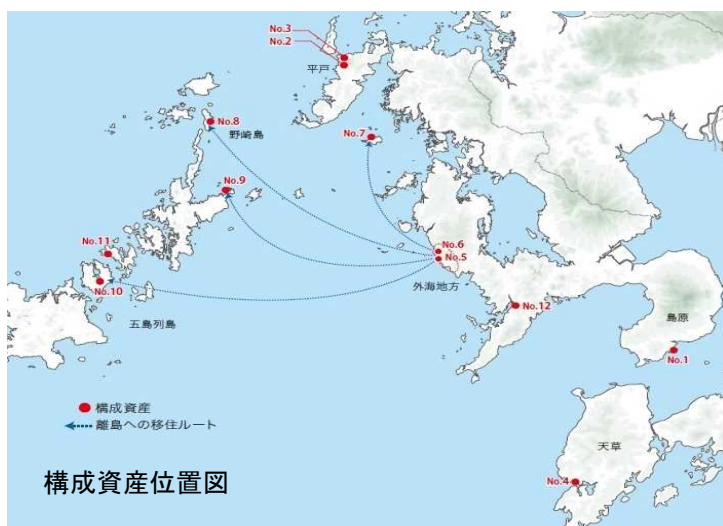 No.3
No.2
平戸
No.8
野崎島
No.7
No.9
No.6
No.5
外海地方
No.11
No.10
五島列島
No.12
島原
No.1
構成資産
離島への移住ルート
天草
No.4
構成資産位置図